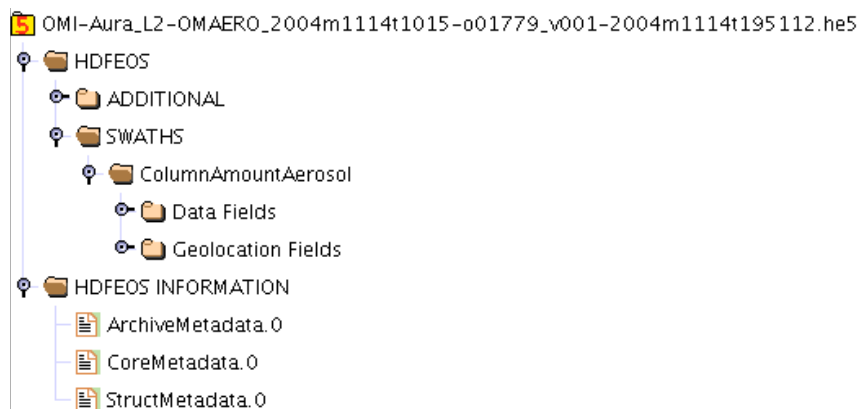 OMI-Aura_L2-OMAERO_2004m1114t1015-o01779_v001-2004m1114t195112.he5
HDFEOS
ADDITIONAL
SWATHS
ColumnAmountAerosol
Data Fields
Geolocation Fields
HDFEOS INFORMATION
ArchiveMetadata.0
CoreMetadata.0
StructMetadata.0